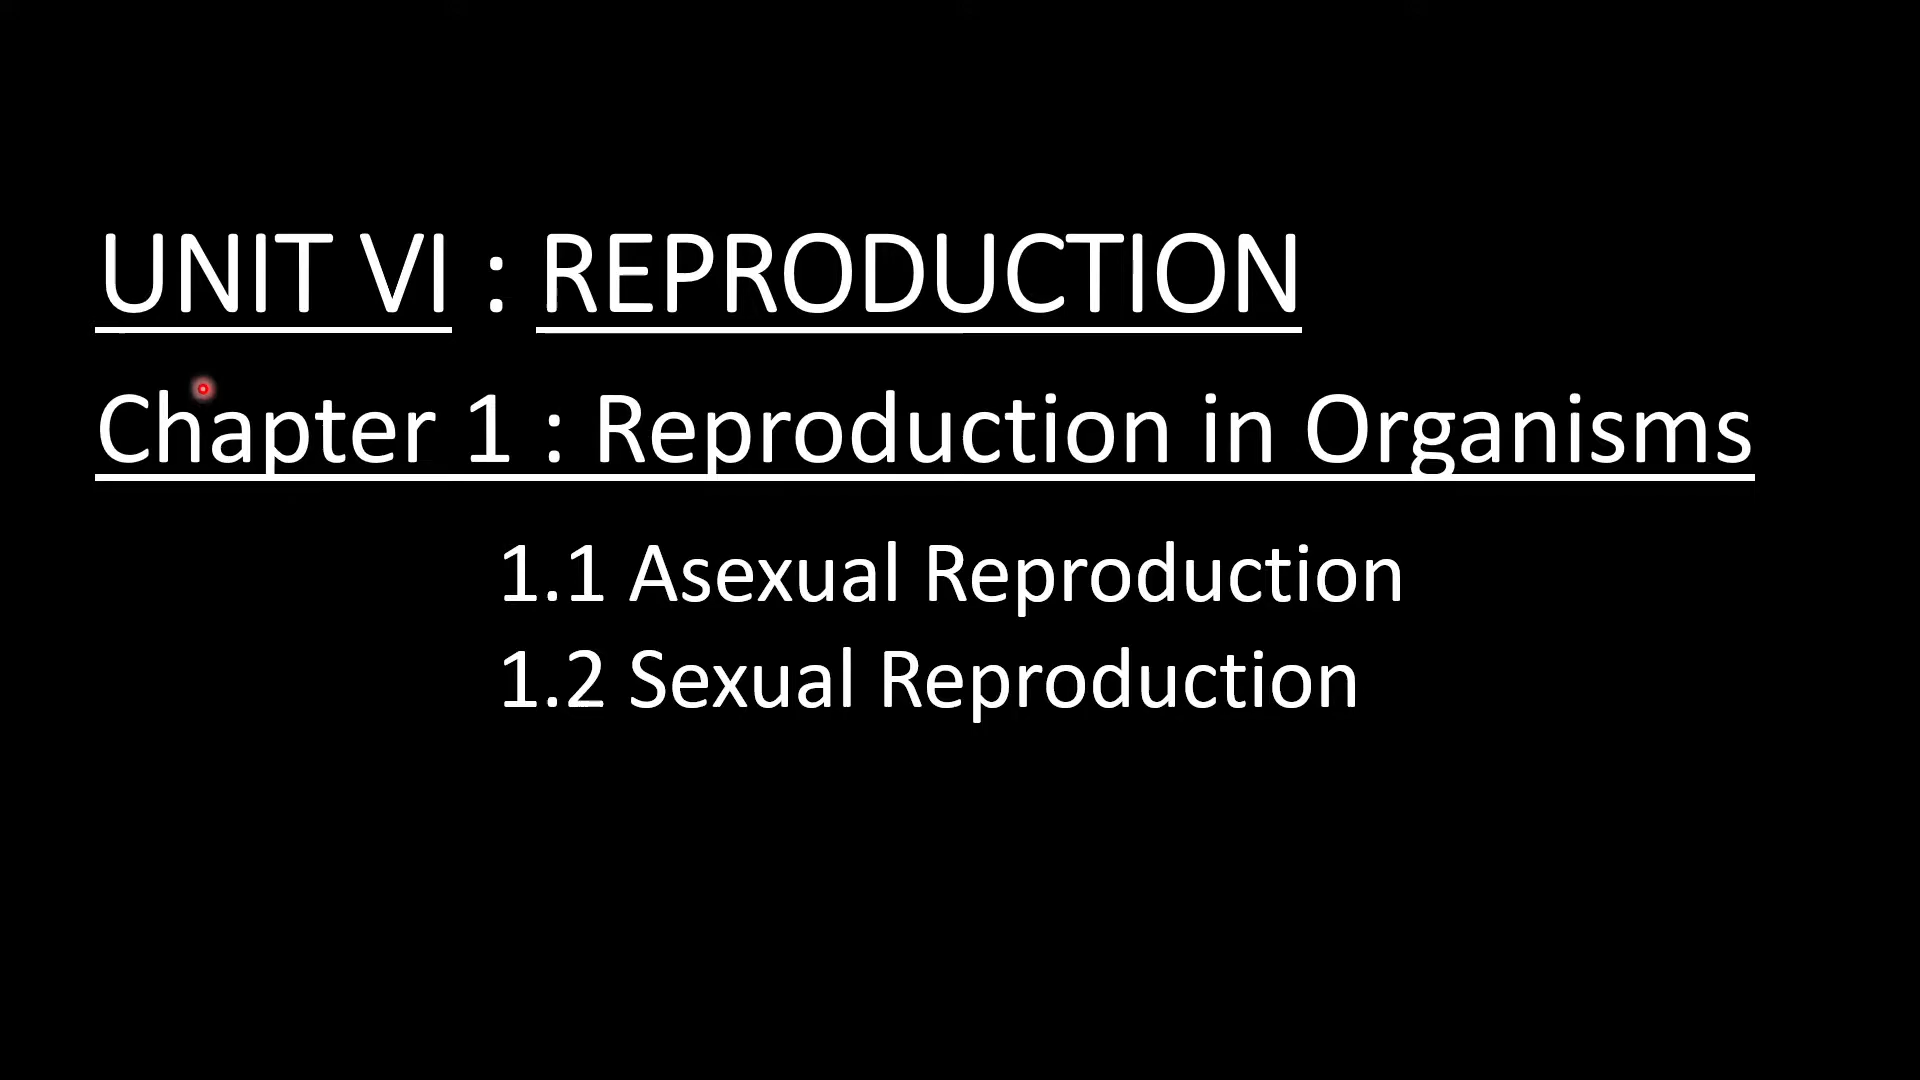 UNIT VI : REPRODUCTION
Chapter 1 : Reproduction in Organisms
1.1 Asexual Reproduction
1.2 Sexual Reproduction